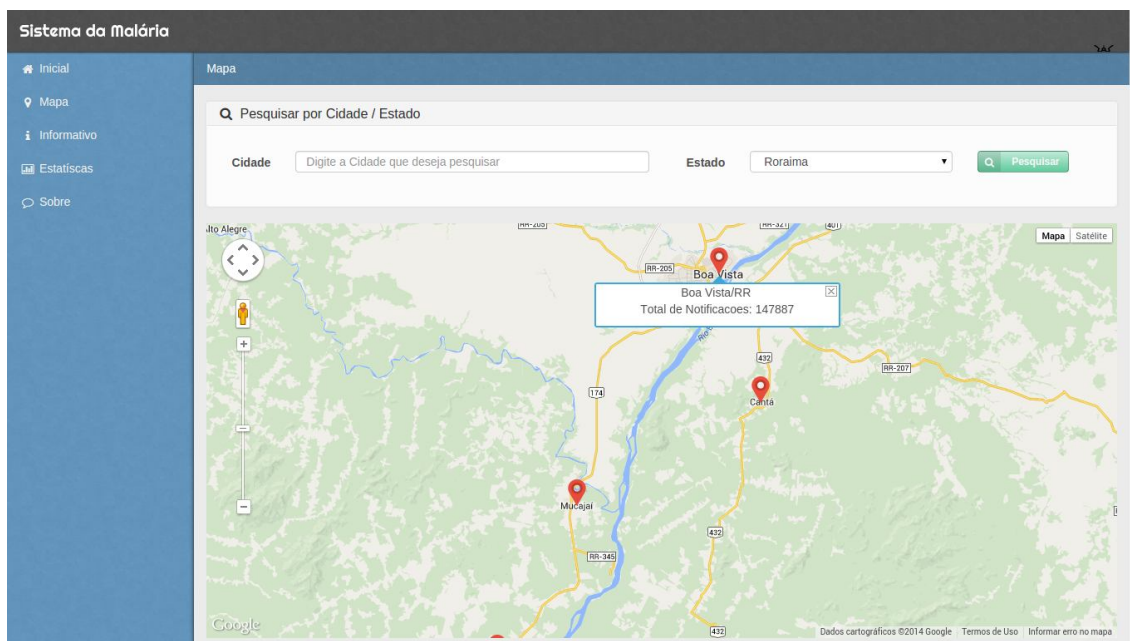 Sistema da Malária
Inicial
Mapa
Informativo
Estatíscas
Sobre
Mapa
Pesquisar por Cidade / Estado
Cidade
Digite a Cidade que deseja pesquisar
Estado
Roraima
Pesquisar
Alto Alegre
RR-205
RR-321
401
Mapa
Satélite
RR-205
Boa Vista
Boa Vista/RR
Total de Notificacoes: 147887
432
RR-207
174
Cantá
Mucajaí
432
RR-345
432
Google
Dados cartográficos ©2014 Google
Termos de Uso
Informar erro no mapa